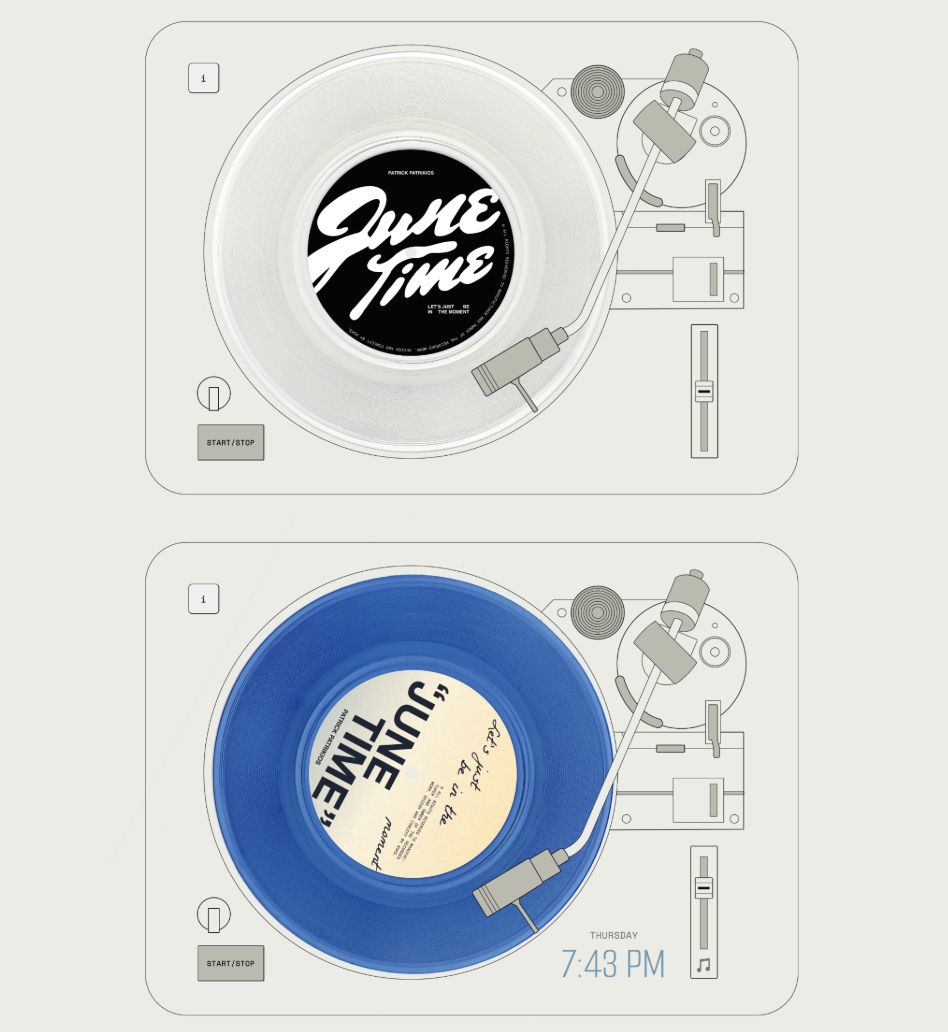 i
PATRICK PATRIKIOS
June
Time
LET'S JUST BE
IN THE MOMENT
START/STOP
i
"JUNE
TIME"
PATRICK PATRIKIOS
Let's just
be in the
moment
START/STOP
THURSDAY
7:43 PM